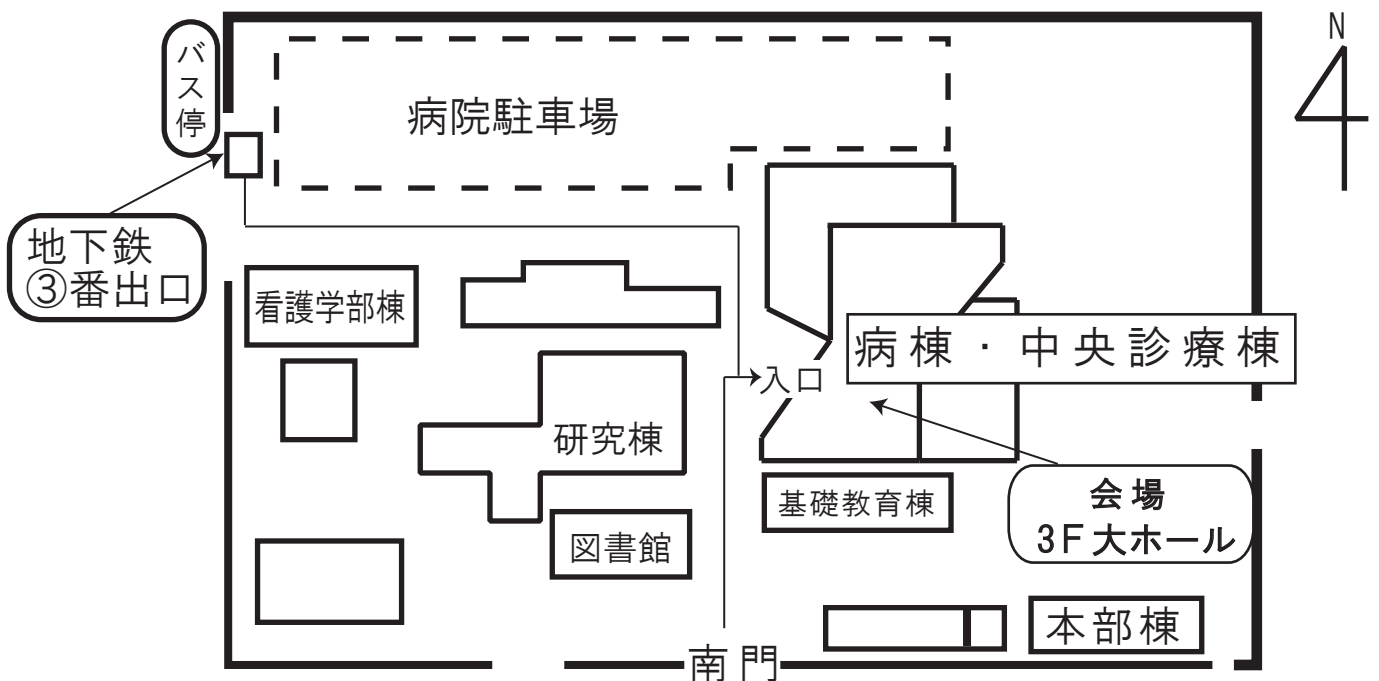 N
バス停
病院駐車場
地下鉄
③番出口
看護学部棟
病棟・中央診療棟
入口
研究棟
会場
3F大ホール
基礎教育棟
図書館
本部棟
南門